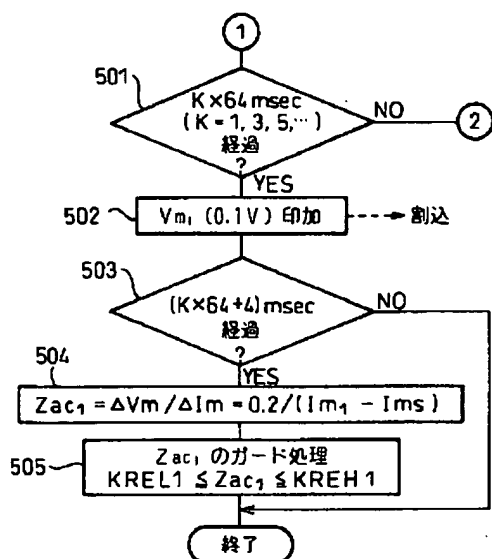 1
501
K×64msec
(K=1,3,5,…)
経過
?
NO
2
YES
502
Vm₁ (0.1V) 印加
割込
503
(K×64+4)msec
経過
?
NO
504
YES
Zac₁ = ΔVm/ΔIm = 0.2/(Im₁ − Ims)
505
Zac₁ のガード処理
KREL1 ≦ Zac₁ ≦ KREH1
終了